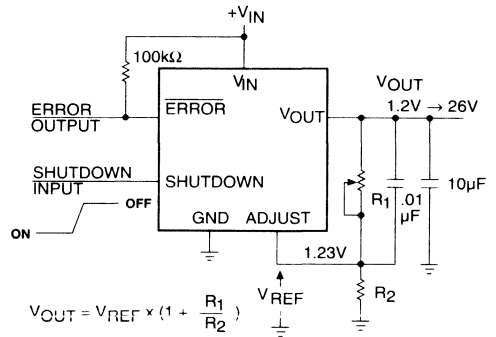 +VIN
100kΩ
VIN
VOUT
ERROR
OUTPUT
ERROR
VOUT
1.2V → 26V
SHUTDOWN
INPUT
SHUTDOWN
R1
.01
µF
10µF
ON
OFF
GND
ADJUST
1.23V
VREF
R2
VOUT = VREF × (1 + R1/R2)